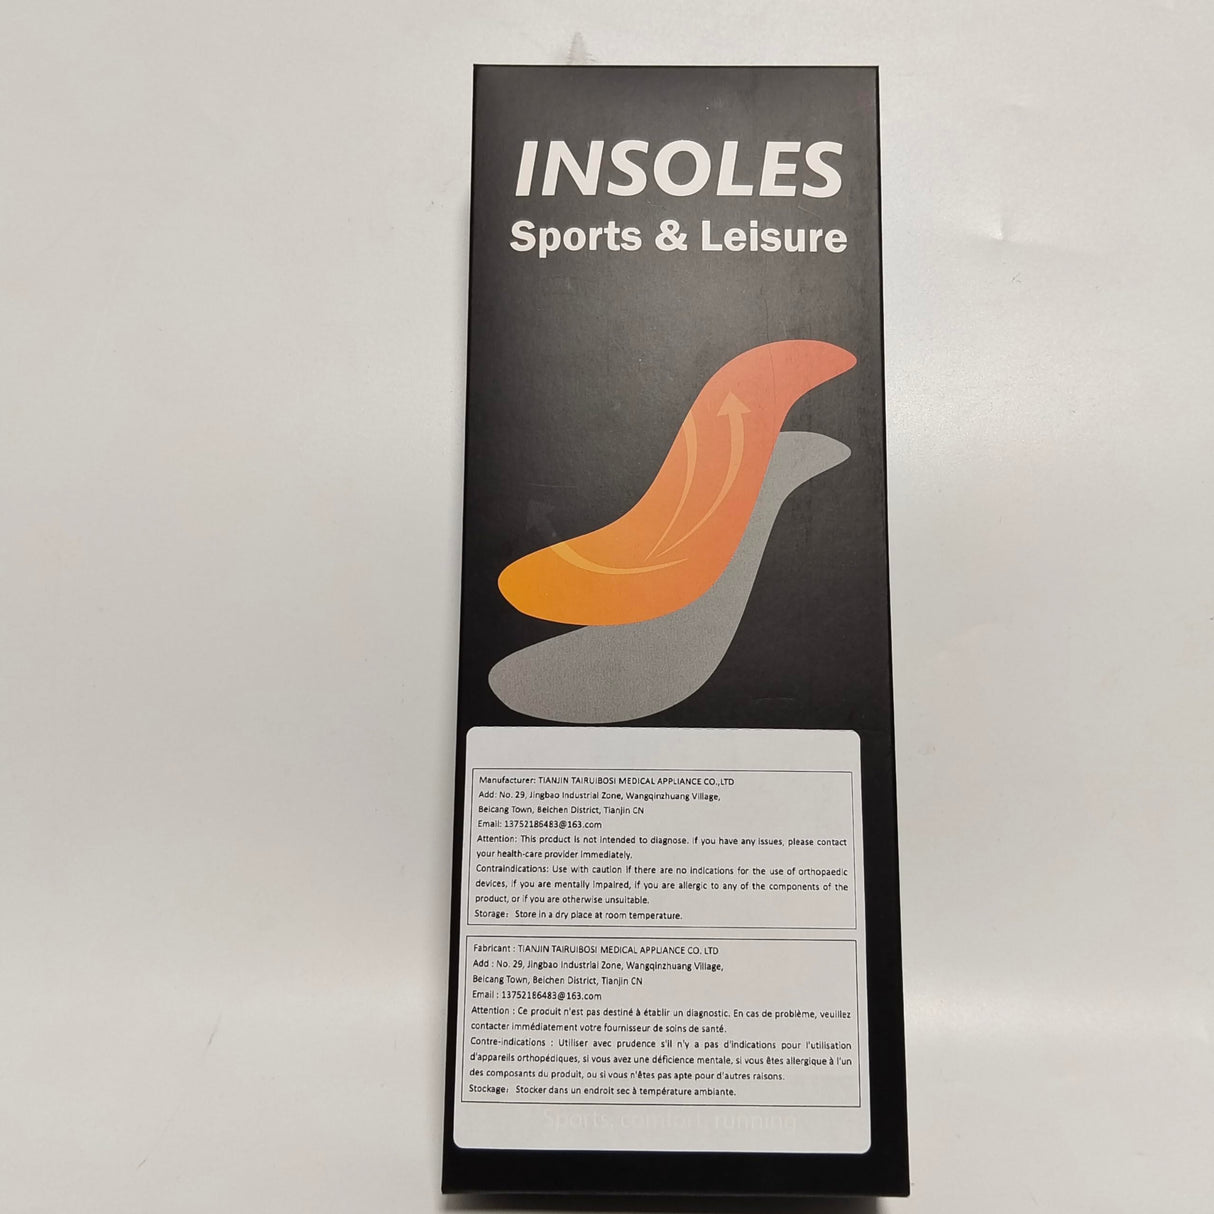 INSOLES
Sports & Leisure
Manufacturer: TIANJIN TAIRUIBOSI MEDICAL APPLIANCE CO.,LTD
Add: No. 29, Jingbao Industrial Zone, Wangqinzhuang Village,
Beicang Town, Beichen District, Tianjin CN
Email: 13752186483@163.com
Attention: This product is not intended to diagnose. If you have any issues, please contact
your health-care provider immediately.
Contraindications: Use with caution if there are no indications for the use of orthopaedic
devices, if you are mentally impaired, if you are allergic to any of the components of the
product, or if you are otherwise unsuitable.
Storage: Store in a dry place at room temperature.
Fabricant : TIANJIN TAIRUIBOSI MEDICAL APPLIANCE CO. LTD
Add : No. 29, Jingbao Industrial Zone, Wangqinzhuang Village,
Beicang Town, Beichen District, Tianjin CN
Email : 13752186483@163.com
Attention : Ce produit n'est pas destiné à établir un diagnostic. En cas de problème, veuillez
contacter immédiatement votre fournisseur de soins de santé.
Contre-indications : Utiliser avec prudence s'il n'y a pas d'indications pour l'utilisation
d'appareils orthopédiques, si vous avez une déficience mentale, si vous êtes allergique à l'un
des composants du produit, ou si vous n'êtes pas apte pour d'autres raisons.
Stockage: Stocker dans un endroit sec à température ambiante.
Sports, comfort, running